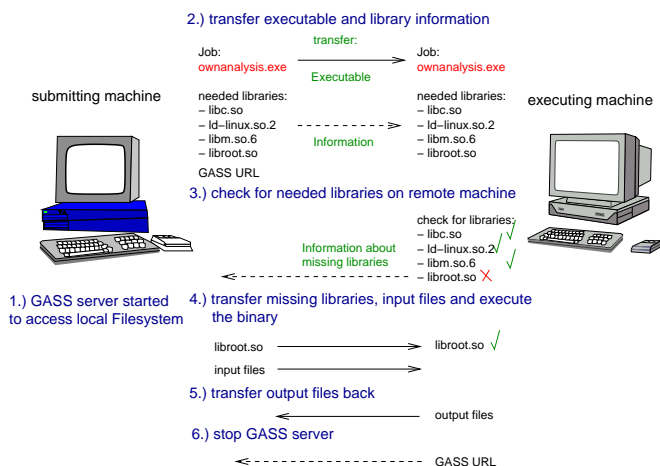 2.) transfer executable and library information
transfer:
Job:
ownanalysis.exe
Executable
Job:
ownanalysis.exe
submitting machine
executing machine
needed libraries:
– libc.so
– ld–linux.so.2
– libm.so.6
– libroot.so
GASS URL
Information
needed libraries:
– libc.so
– ld–linux.so.2
– libm.so.6
– libroot.so
3.) check for needed libraries on remote machine
Information about
missing libraries
check for libraries:
– libc.so
– ld–linux.so.2
– libm.so.6
– libroot.so
1.) GASS server started
to access local Filesystem
4.) transfer missing libraries, input files and execute
the binary
libroot.so
libroot.so
input files
5.) transfer output files back
output files
6.) stop GASS server
GASS URL